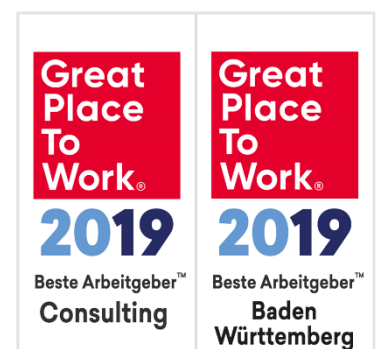 Great
Place
To
Work®
2019
Beste Arbeitgeber™
Consulting
Great
Place
To
Work®
2019
Beste Arbeitgeber™
Baden
Württemberg